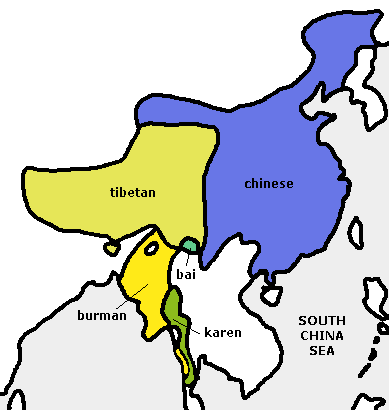 chinese
tibetan
bai
burman
karen
SOUTH
CHINA
SEA